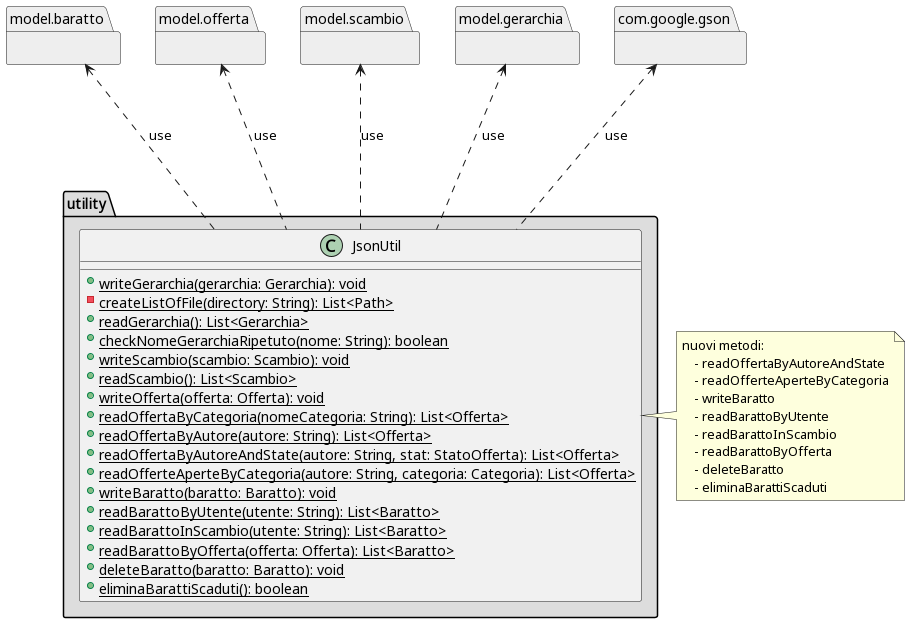 model.baratto
model.offerta
model.scambio
model.gerarchia
com.google.gson
use
use
use
use
use
utility
C JsonUtil
writeGerarchia(gerarchia: Gerarchia): void
createListOfFile(directory: String): List<Path>
readGerarchia(): List<Gerarchia>
checkNomeGerarchiaRipetuto(nome: String): boolean
writeScambio(scambio: Scambio): void
readScambio(): List<Scambio>
writeOfferta(offerta: Offerta): void
readOffertaByCategoria(nomeCategoria: String): List<Offerta>
readOffertaByAutore(autore: String): List<Offerta>
readOffertaByAutoreAndState(autore: String, stat: StatoOfferta): List<Offerta>
readOfferteAperteByCategoria(autore: String, categoria: Categoria): List<Offerta>
writeBaratto(baratto: Baratto): void
readBarattoByUtente(utente: String): List<Baratto>
readBarattoInScambio(utente: String): List<Baratto>
readBarattoByOfferta(offerta: Offerta): List<Baratto>
deleteBaratto(baratto: Baratto): void
eliminaBarattiScaduti(): boolean
nuovi metodi:
- readOffertaByAutoreAndState
- readOfferteAperteByCategoria
- writeBaratto
- readBarattoByUtente
- readBarattoInScambio
- readBarattoByOfferta
- deleteBaratto
- eliminaBarattiScaduti